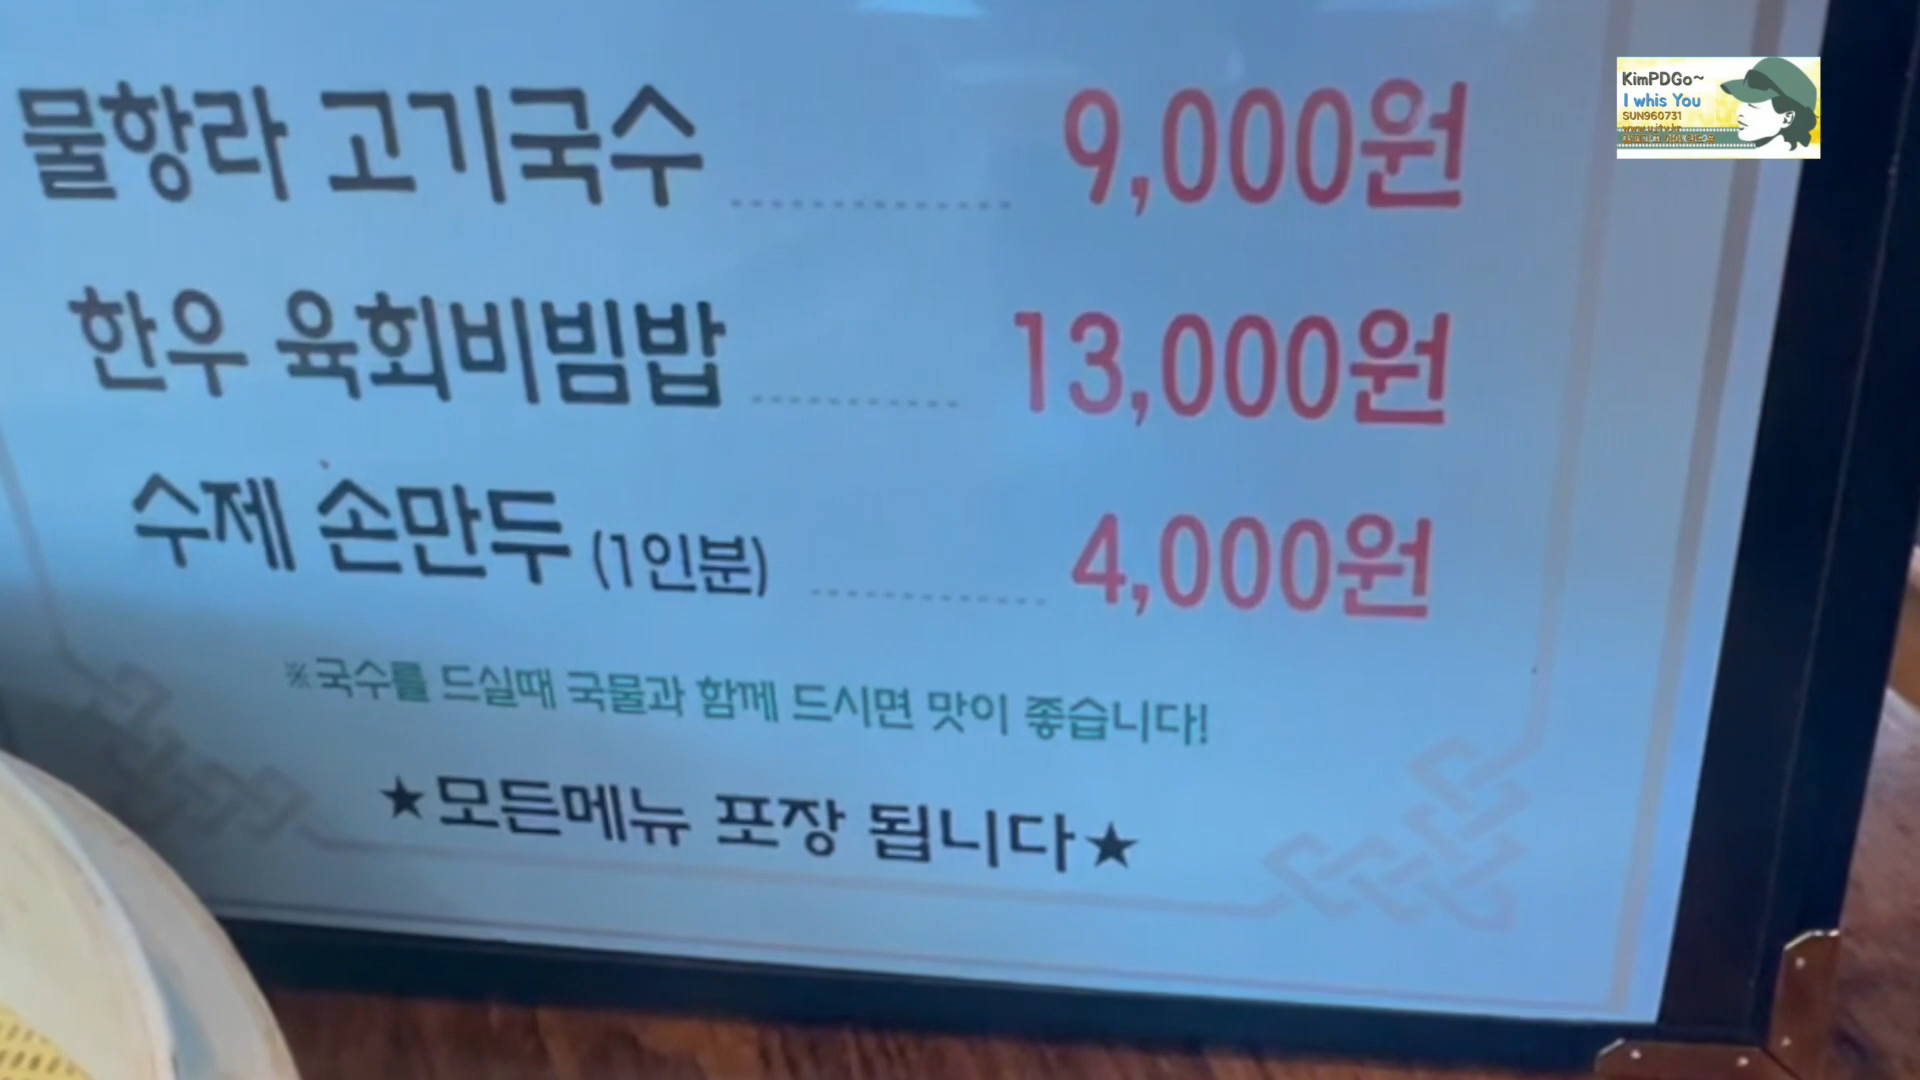 물항라 고기국수 9,000원
한우 육회비빔밥 13,000원
수제 손만두 (1인분) 4,000원
※국수를 드실때 국물과 함께 드시면 맛이 좋습니다!
★모든메뉴 포장 됩니다★
KimPDGo~
I whis You
SUN960731